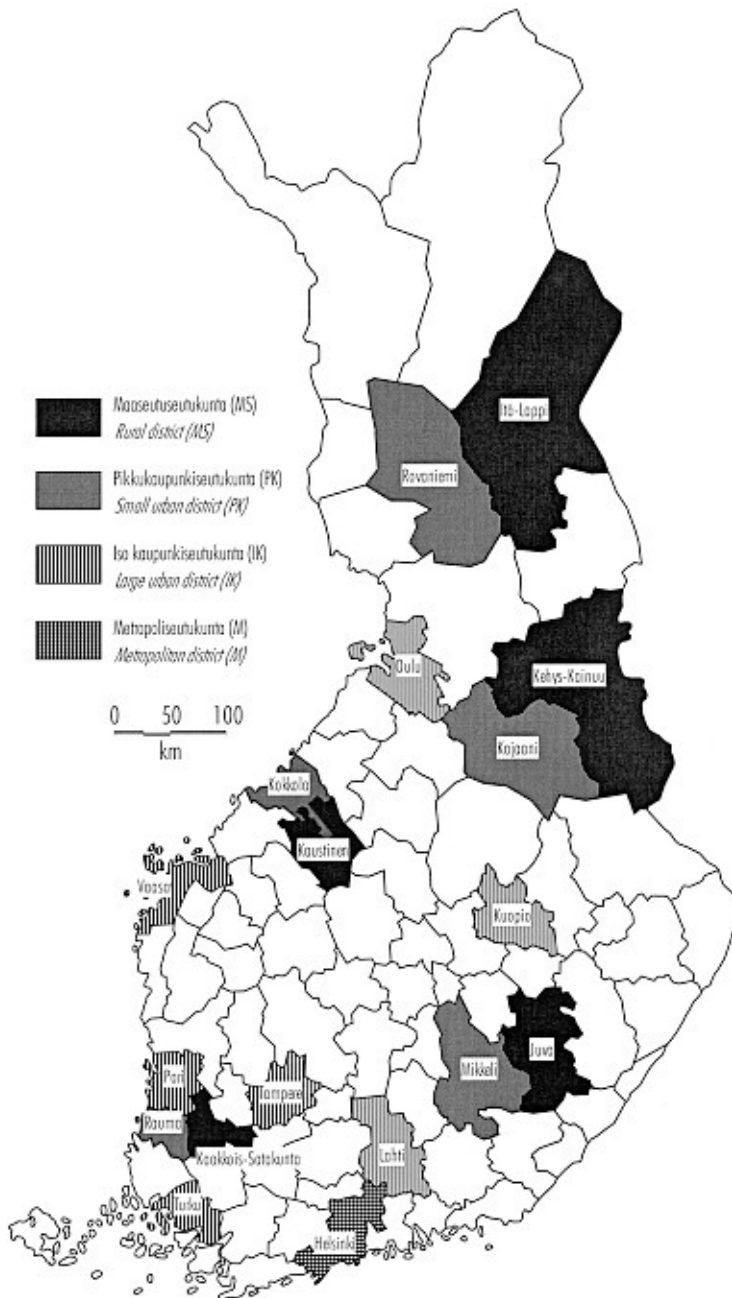 Itä-Lappi
Maaseutuseutukunta (MS)
Rural district (MS)
Rovaniemi
Pikkukaupunkiseutukunta (PK)
Small urban district (PK)
Iso kaupunkiseutukunta (IK)
Large urban district (IK)
Metropoliseutukunta (M)
Metropolitan district (M)
Oulu
Kehys-Kainuu
0 50 100
km
Kajaani
Kokkola
Kaustinen
Vaasa
Kuopio
Juva
Pori
Mikkeli
Tampere
Rauma
Kaakkois-Satakunta
Lahti
Turku
Helsinki